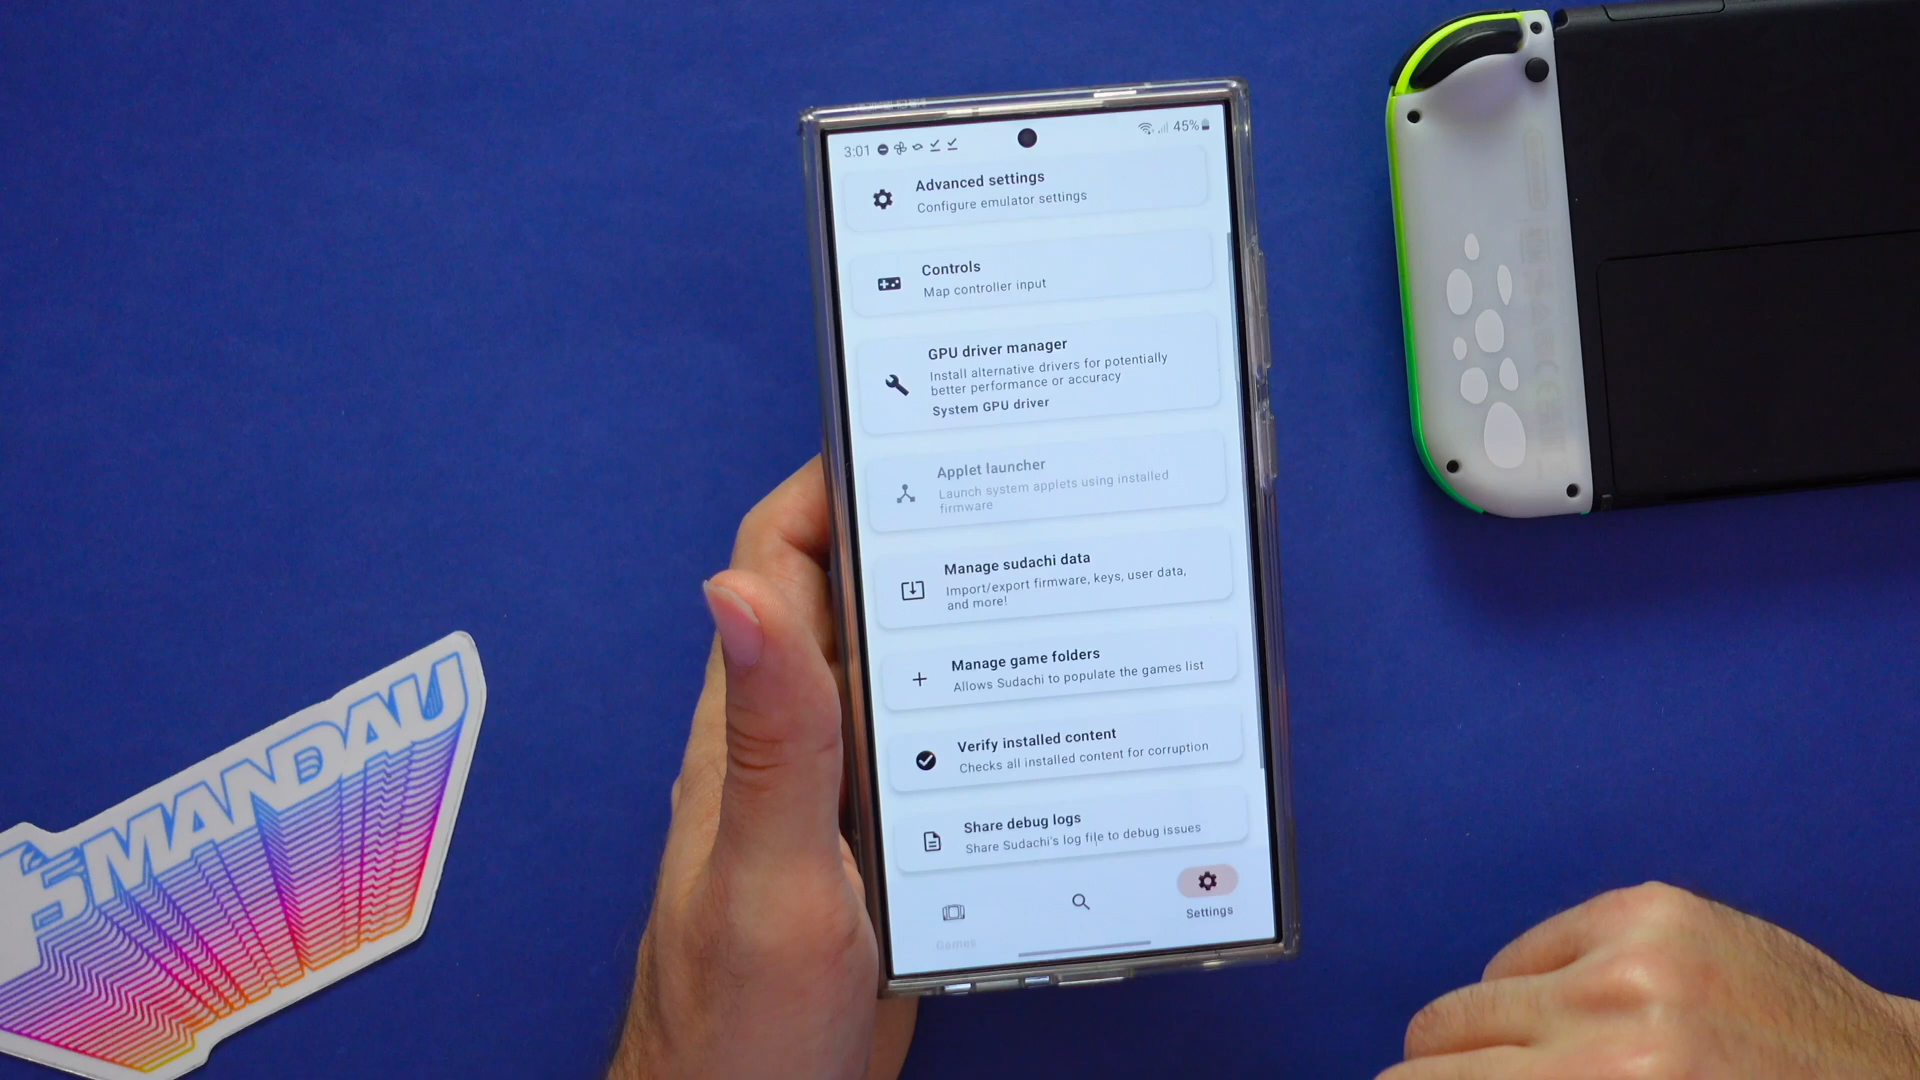 3:01
45%
Advanced settings
Configure emulator settings
Controls
Map controller input
GPU driver manager
Install alternative drivers for potentially
better performance or accuracy
System GPU driver
Applet launcher
Launch system applets using installed
firmware
Manage sudachi data
Import/export firmware, keys, user data,
and more!
Manage game folders
Allows Sudachi to populate the games list
Verify installed content
Checks all installed content for corruption
Share debug logs
Share Sudachi's log file to debug issues
Games
Settings
SMANDAU